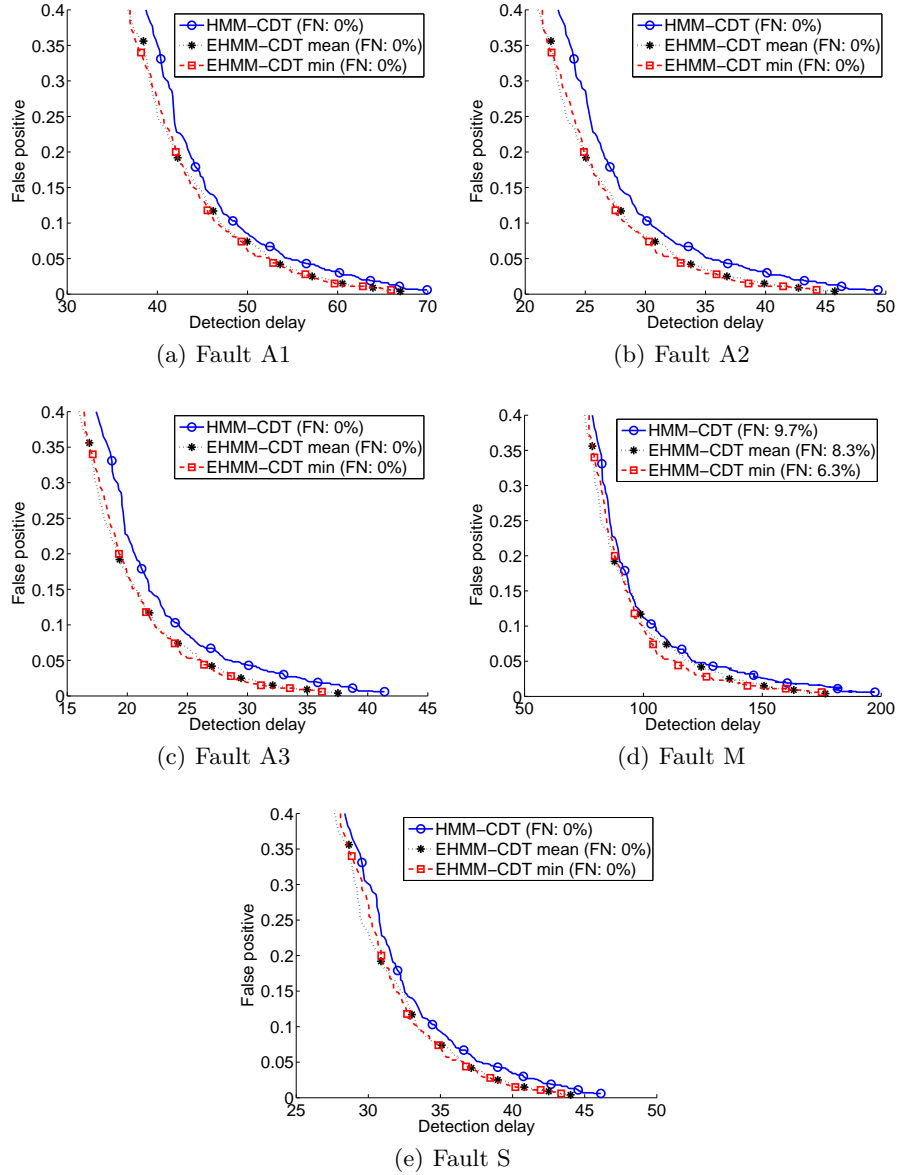 0.4
0.35
0.3
0.25
0.2
0.15
0.1
0.05
0
False positive
HMM−CDT (FN: 0%)
EHMM−CDT mean (FN: 0%)
EHMM−CDT min (FN: 0%)
30 40 50 60 70
Detection delay
(a) Fault A1
0.4
0.35
0.3
0.25
0.2
0.15
0.1
0.05
0
False positive
HMM−CDT (FN: 0%)
EHMM−CDT mean (FN: 0%)
EHMM−CDT min (FN: 0%)
20 25 30 35 40 45 50
Detection delay
(b) Fault A2
0.4
0.35
0.3
0.25
0.2
0.15
0.1
0.05
0
False positive
HMM−CDT (FN: 0%)
EHMM−CDT mean (FN: 0%)
EHMM−CDT min (FN: 0%)
15 20 25 30 35 40 45
Detection delay
(c) Fault A3
0.4
0.35
0.3
0.25
0.2
0.15
0.1
0.05
0
False positive
HMM−CDT (FN: 9.7%)
EHMM−CDT mean (FN: 8.3%)
EHMM−CDT min (FN: 6.3%)
50 100 150 200
Detection delay
(d) Fault M
0.4
0.35
0.3
0.25
0.2
0.15
0.1
0.05
0
False positive
HMM−CDT (FN: 0%)
EHMM−CDT mean (FN: 0%)
EHMM−CDT min (FN: 0%)
25 30 35 40 45 50
Detection delay
(e) Fault S